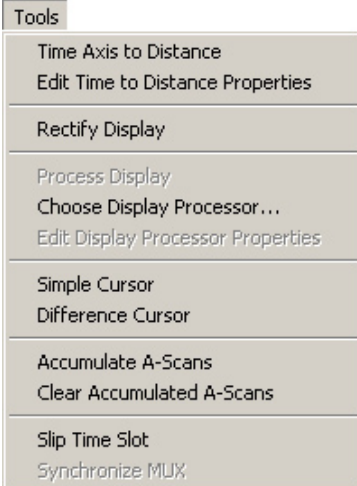 Tools
Time Axis to Distance
Edit Time to Distance Properties
Rectify Display
Process Display
Choose Display Processor...
Edit Display Processor Properties
Simple Cursor
Difference Cursor
Accumulate A-Scans
Clear Accumulated A-Scans
Slip Time Slot
Synchronize MUX